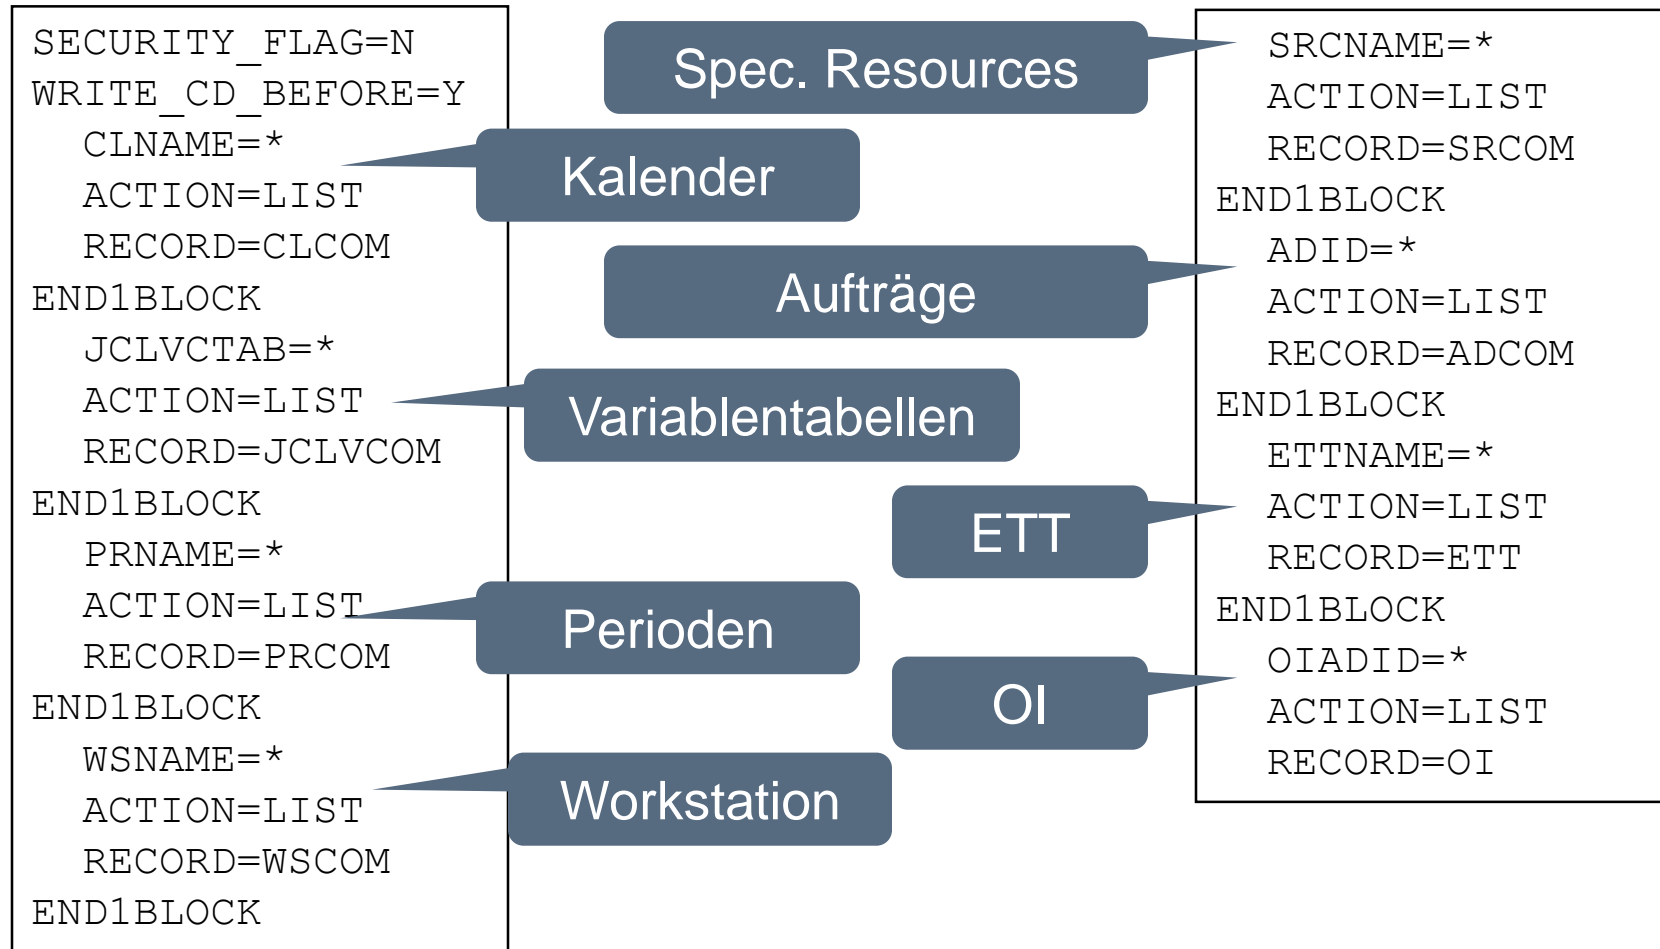 SECURITY_FLAG=N
WRITE_CD_BEFORE=Y
CLNAME=*
ACTION=LIST
RECORD=CLCOM
END1BLOCK
JCLVCTAB=*
ACTION=LIST
RECORD=JCLVCOM
END1BLOCK
PRNAME=*
ACTION=LIST
RECORD=PRCOM
END1BLOCK
WSNAME=*
ACTION=LIST
RECORD=WSCOM
END1BLOCK
Kalender
Variablentabellen
Perioden
Workstation
Spec. Resources
Aufträge
ETT
OI
SRCNAME=*
ACTION=LIST
RECORD=SRCOM
END1BLOCK
ADID=*
ACTION=LIST
RECORD=ADCOM
END1BLOCK
ETTNAME=*
ACTION=LIST
RECORD=ETT
END1BLOCK
OIADID=*
ACTION=LIST
RECORD=OI